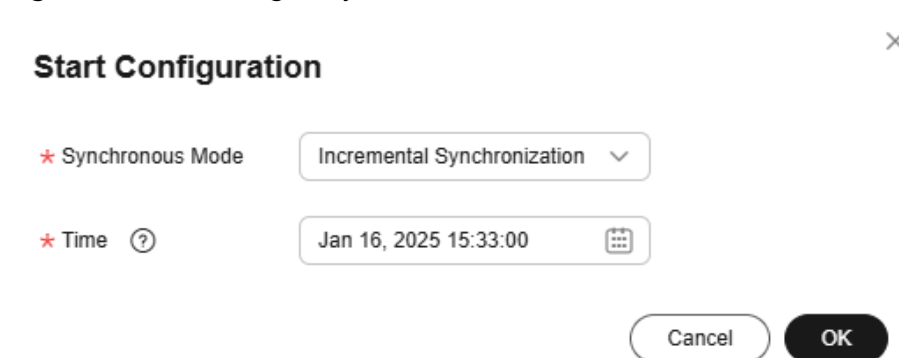 Start Configuration
* Synchronous Mode Incremental Synchronization
* Time ? Jan 16, 2025 15:33:00
Cancel OK